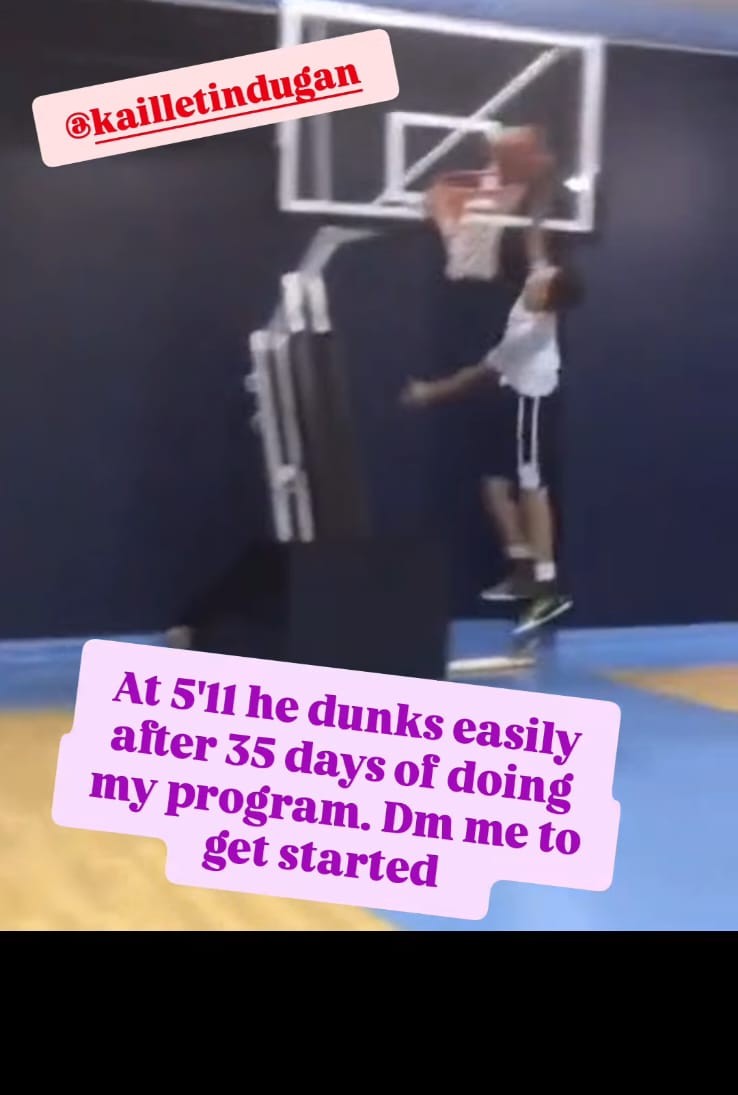 @kailletindugan
At 5'11 he dunks easily
after 35 days of doing
my program. Dm me to
get started